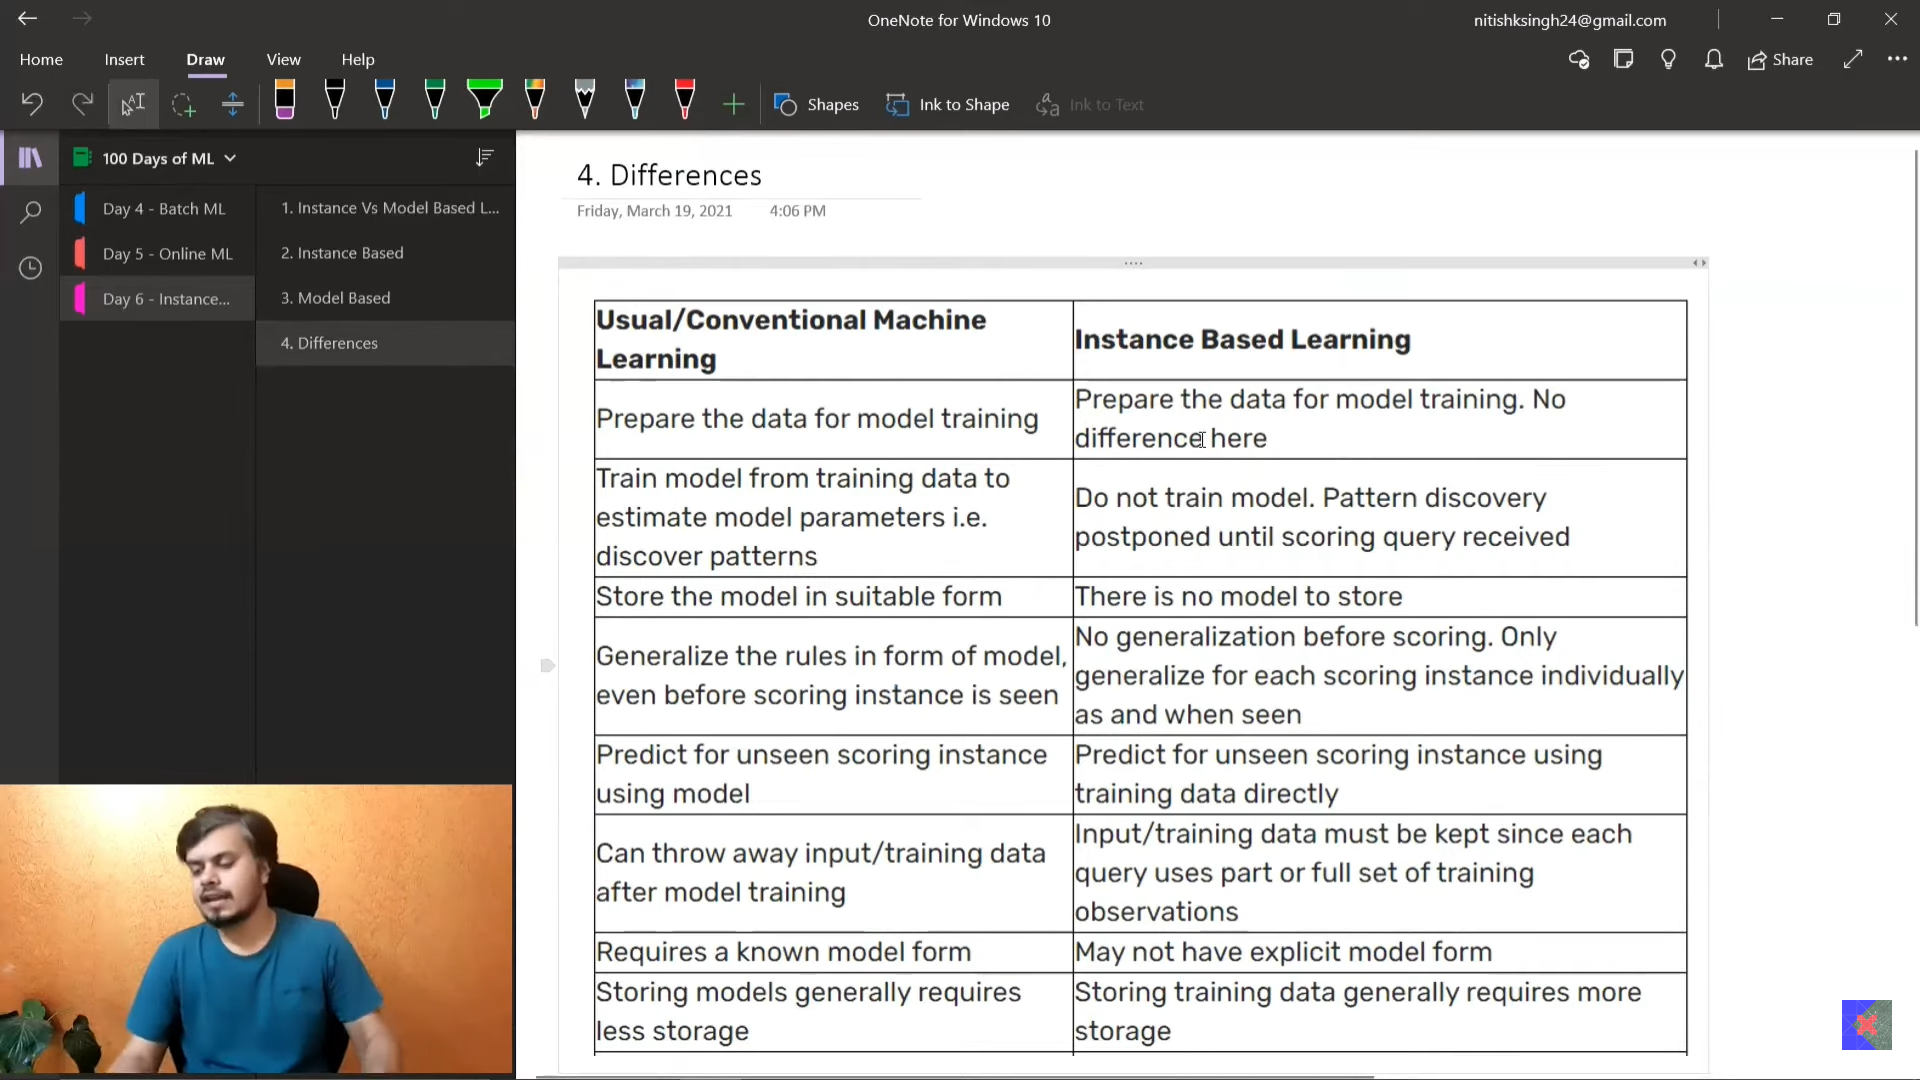 OneNote for Windows 10
nitishksingh24@gmail.com
Home
Insert
Draw
View
Help
Share
Shapes
Ink to Shape
Ink to Text
100 Days of ML
Day 4 - Batch ML
Day 5 - Online ML
Day 6 - Instance...
1. Instance Vs Model Based L...
2. Instance Based
3. Model Based
4. Differences
4. Differences
Friday, March 19, 2021
4:06 PM
Usual/Conventional Machine
Learning
Instance Based Learning
Prepare the data for model training
Prepare the data for model training. No
difference here
Train model from training data to
estimate model parameters i.e.
discover patterns
Do not train model. Pattern discovery
postponed until scoring query received
Store the model in suitable form
There is no model to store
Generalize the rules in form of model,
even before scoring instance is seen
No generalization before scoring. Only
generalize for each scoring instance individually
as and when seen
Predict for unseen scoring instance
using model
Predict for unseen scoring instance using
training data directly
Can throw away input/training data
after model training
Input/training data must be kept since each
query uses part or full set of training
observations
Requires a known model form
May not have explicit model form
Storing models generally requires
less storage
Storing training data generally requires more
storage